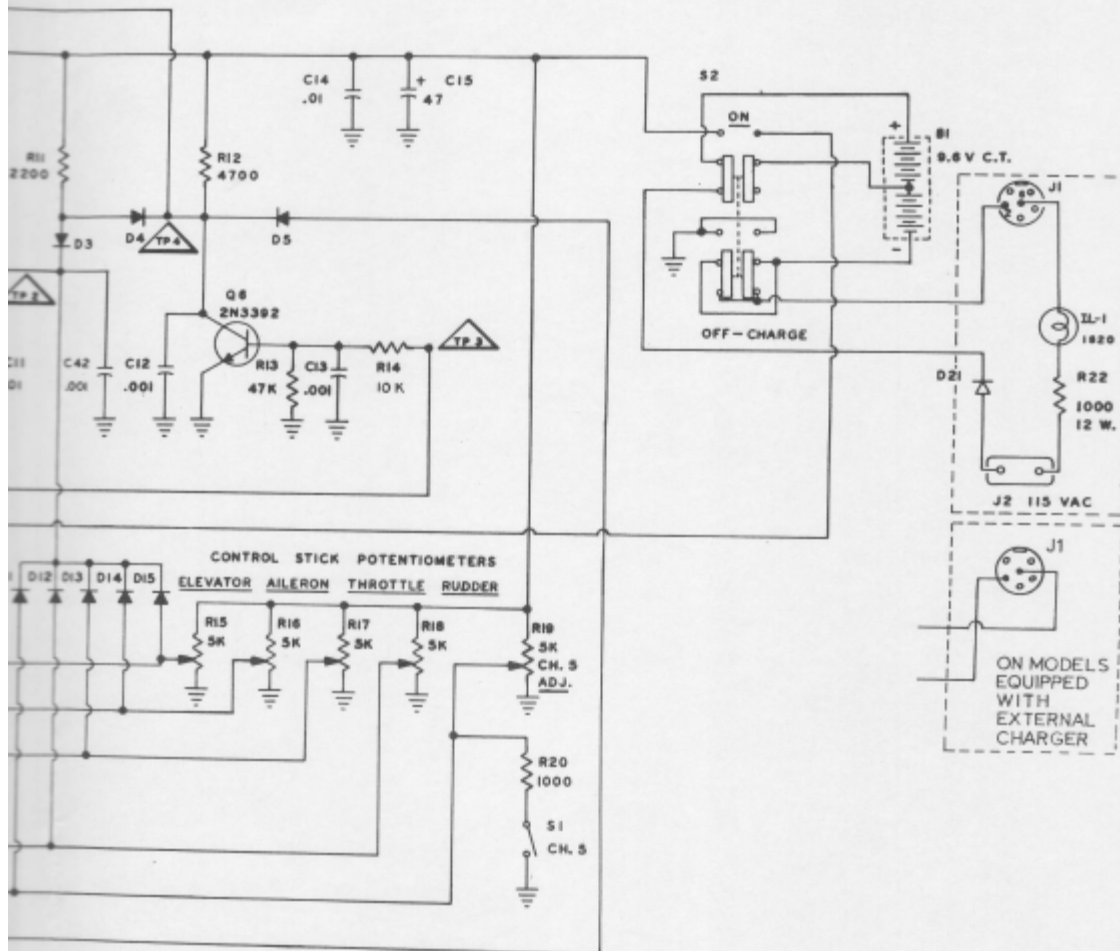 C14
.01
+
C15
47
S2
ON
+
B1
9.6V C.T.
-
R11
2200
R12
4700
D3
D4
TP4
D5
TP2
Q6
2N3392
TP3
OFF-CHARGE
J1
IL-1
1820
C42
.001
C12
.001
R13
47K
C13
.001
R14
10K
D21
R22
1000
12 W.
J2 115 VAC
CONTROL STICK POTENTIOMETERS
D12 D13 D14 D15
ELEVATOR AILERON THROTTLE RUDDER
R15
5K
R16
5K
R17
5K
R18
5K
R19
5K
CH. 5
ADJ.
J1
ON MODELS
EQUIPPED
WITH
EXTERNAL
CHARGER
R20
1000
S1
CH. 5